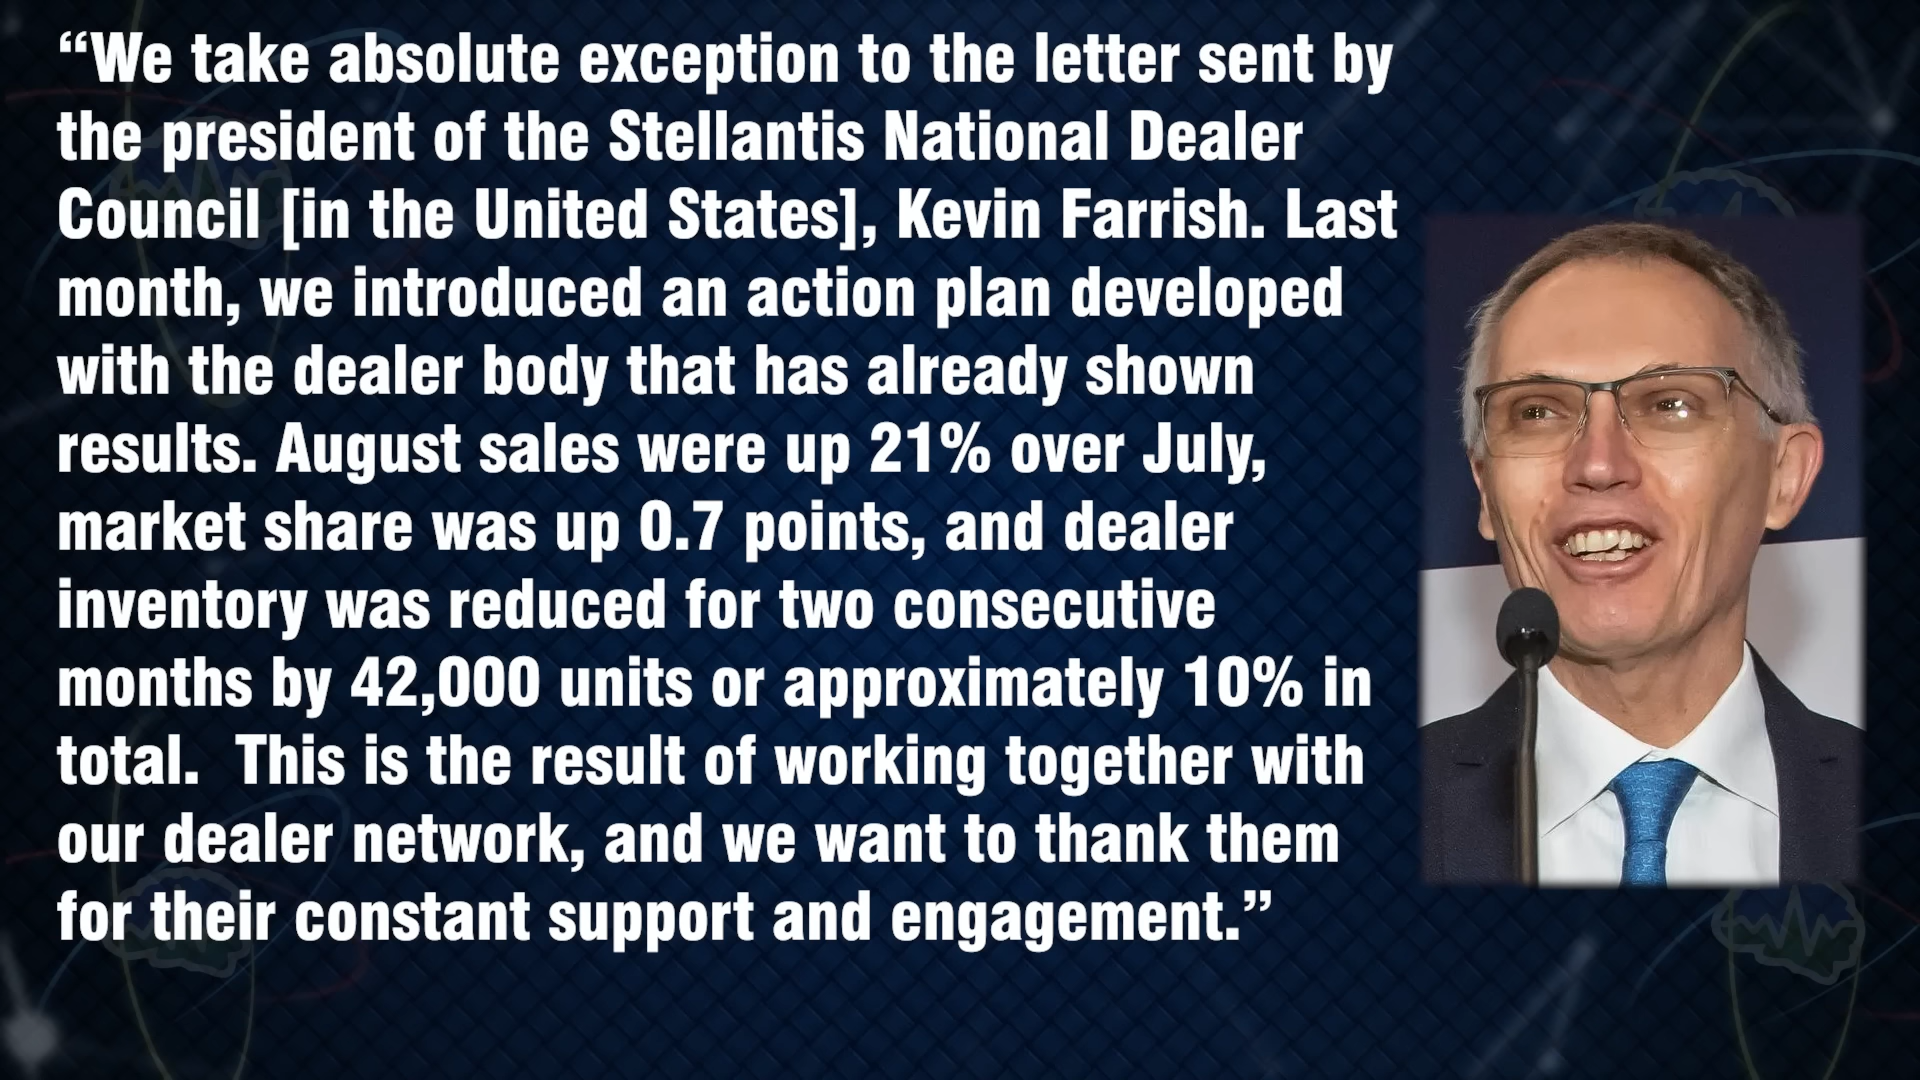 “We take absolute exception to the letter sent by
the president of the Stellantis National Dealer
Council [in the United States], Kevin Farrish. Last
month, we introduced an action plan developed
with the dealer body that has already shown
results. August sales were up 21% over July,
market share was up 0.7 points, and dealer
inventory was reduced for two consecutive
months by 42,000 units or approximately 10% in
total.  This is the result of working together with
our dealer network, and we want to thank them
for their constant support and engagement.”